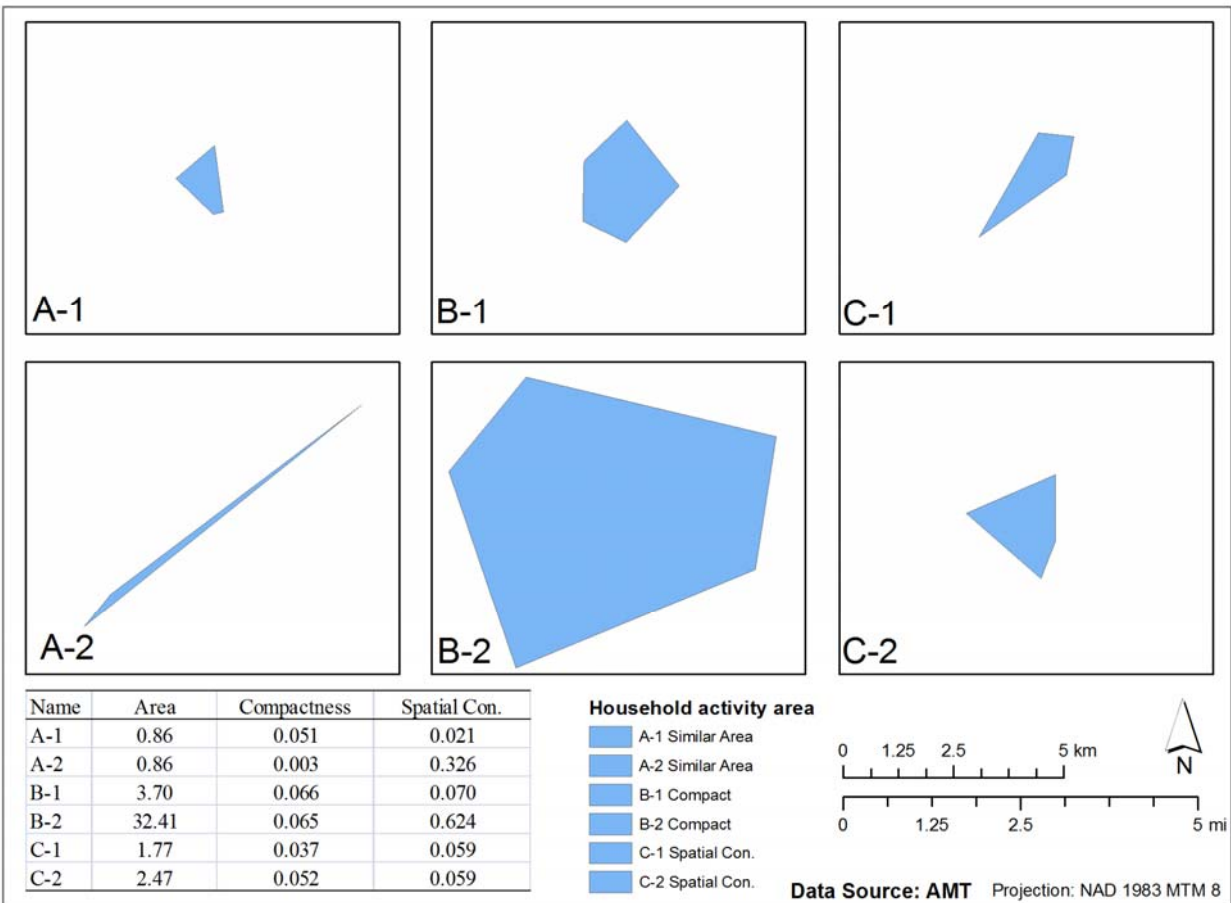 A-1
B-1
C-1
A-2
B-2
C-2
Name Area Compactness Spatial Con.
A-1 0.86 0.051 0.021
A-2 0.86 0.003 0.326
B-1 3.70 0.066 0.070
B-2 32.41 0.065 0.624
C-1 1.77 0.037 0.059
C-2 2.47 0.052 0.059
Household activity area
A-1 Similar Area
A-2 Similar Area
B-1 Compact
B-2 Compact
C-1 Spatial Con.
C-2 Spatial Con.
0 1.25 2.5 5 km
0 1.25 2.5 5 mi
N
Data Source: AMT Projection: NAD 1983 MTM 8